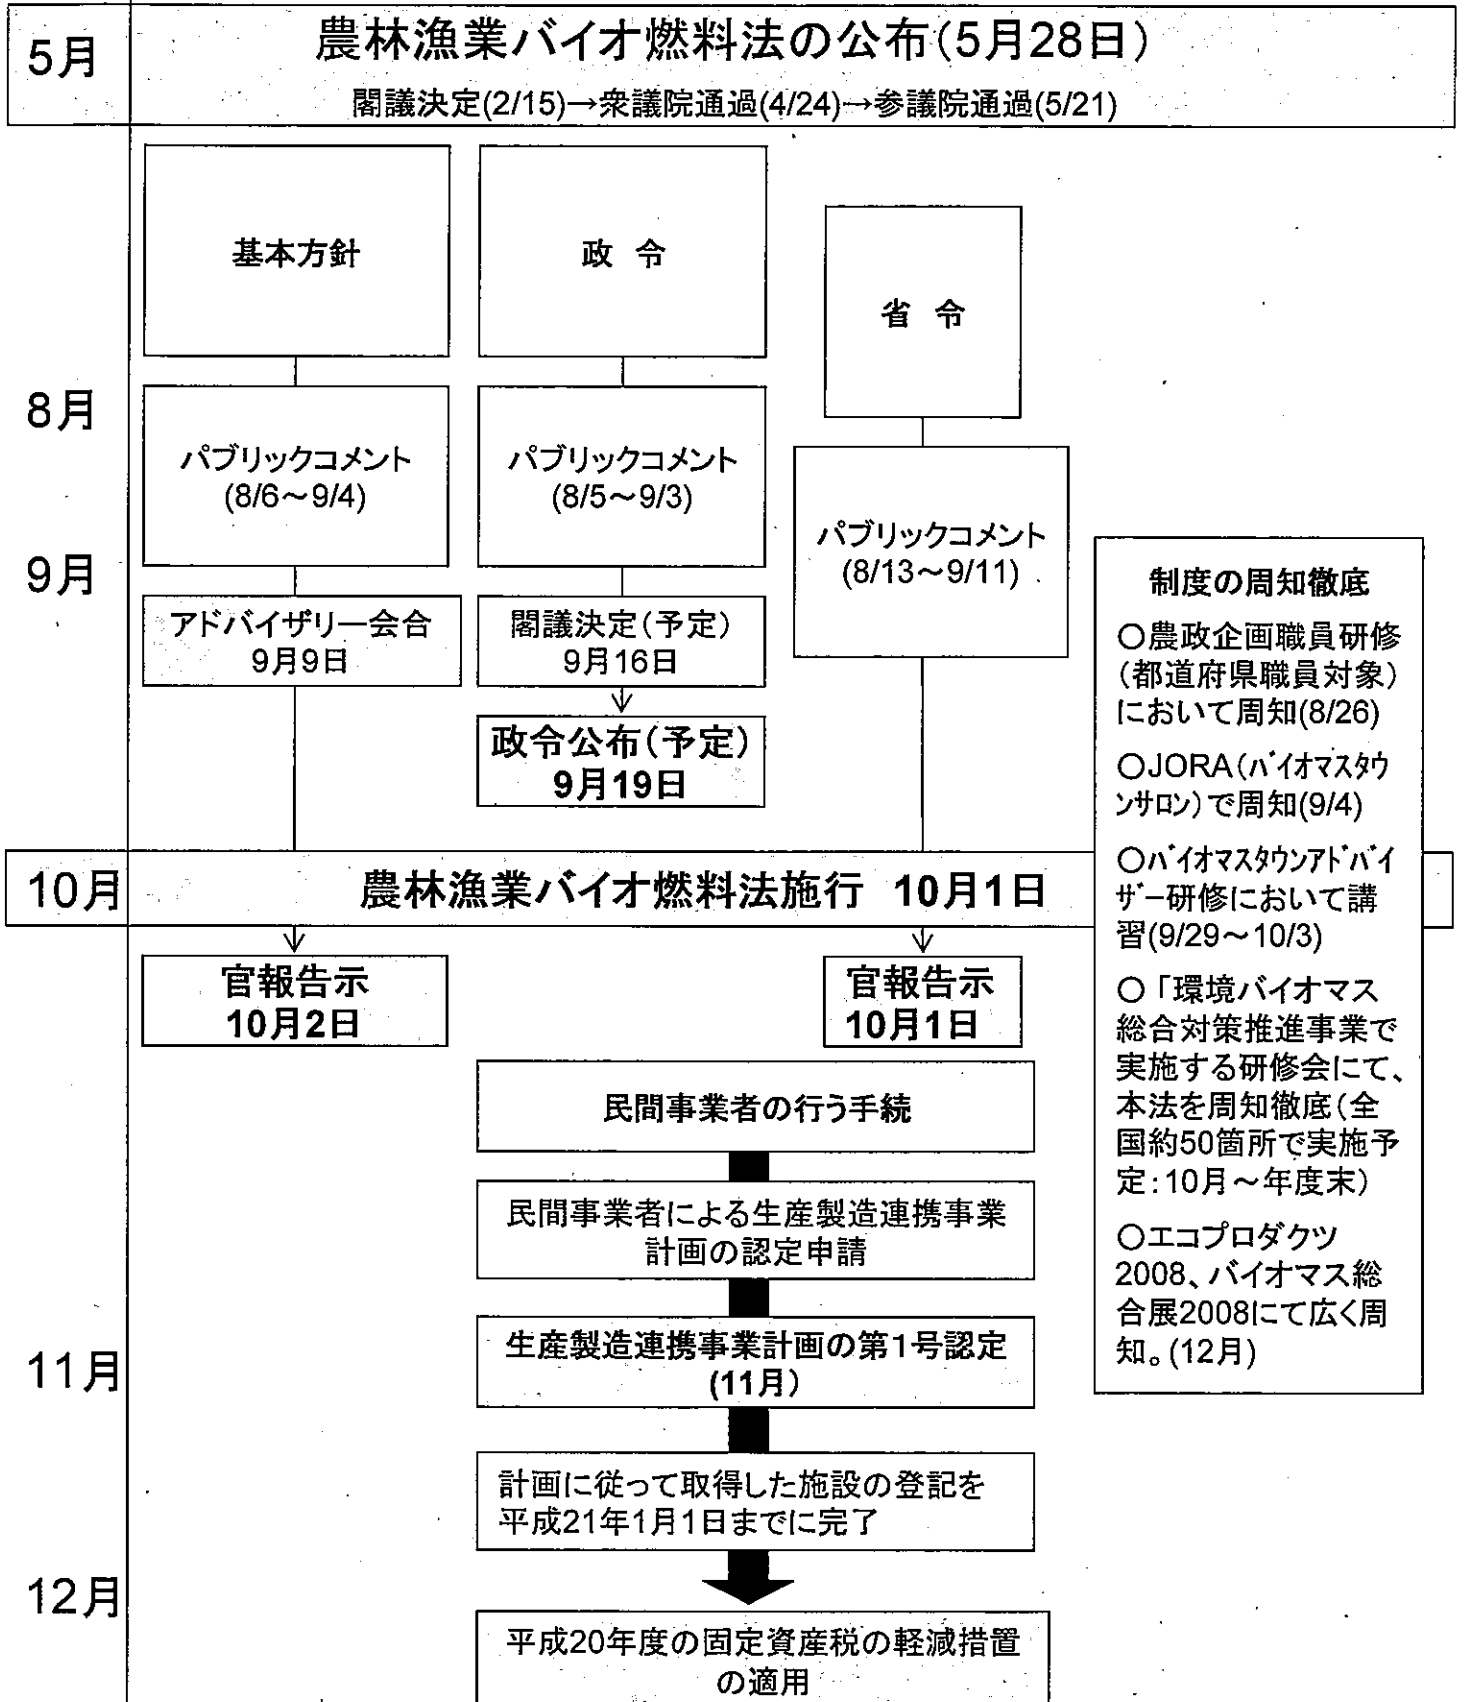 5月
農林漁業バイオ燃料法の公布(5月28日)
閣議決定(2/15)→衆議院通過(4/24)→参議院通過(5/21)
基本方針
政 令
省 令
8月
パブリックコメント
(8/6～9/4)
パブリックコメント
(8/5～9/3)
パブリックコメント
(8/13～9/11)
9月
アドバイザリー会合
9月9日
閣議決定(予定)
9月16日
政令公布(予定)
9月19日
10月
農林漁業バイオ燃料法施行 10月1日
官報告示
10月2日
官報告示
10月1日
民間事業者の行う手続
民間事業者による生産製造連携事業
計画の認定申請
11月
生産製造連携事業計画の第1号認定
(11月)
計画に従って取得した施設の登記を
平成21年1月1日までに完了
12月
平成20年度の固定資産税の軽減措置
の適用
制度の周知徹底
○農政企画職員研修
(都道府県職員対象)
において周知(8/26)
○JORA(バイオマスタウ
ンサロン)で周知(9/4)
○バイオマスタウンアドバイ
ザー研修において講
習(9/29～10/3)
○「環境バイオマス
総合対策推進事業で
実施する研修会にて、
本法を周知徹底(全
国約50箇所で実施予
定:10月～年度末)
○エコプロダクツ
2008、バイオマス総
合展2008にて広く周
知。(12月)